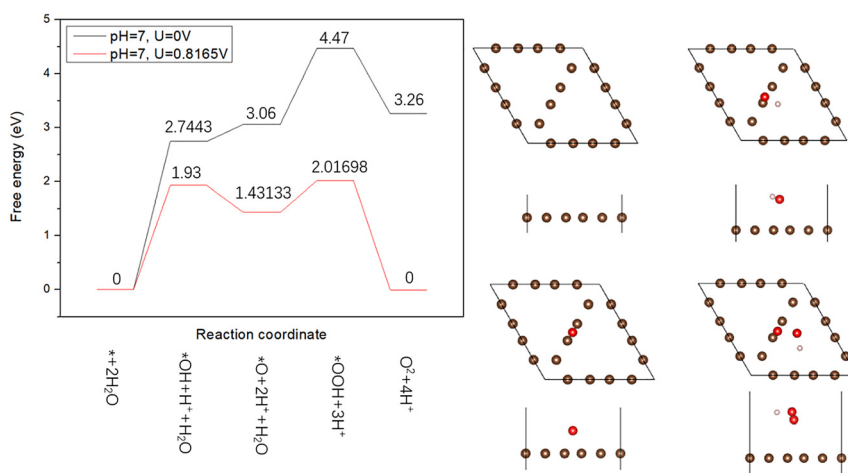 pH=7, U=0V
pH=7, U=0.8165V
Free energy (eV)
5
4
3
2
1
0
0
2.7443
3.06
4.47
3.26
1.93
1.43133
2.01698
0
Reaction coordinate
*+2H₂O
*OH+H⁺+H₂O
*O+2H⁺+H₂O
*OOH+3H⁺
O²+4H⁺